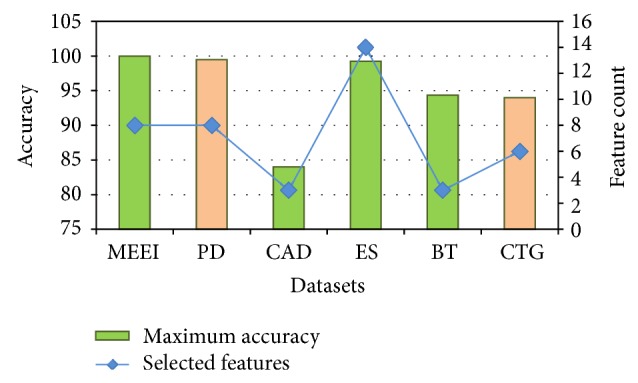 105
100
95
90
85
80
75
Accuracy
16
14
12
10
8
6
4
2
0
Feature count
MEEI PD CAD ES BT CTG
Datasets
Maximum accuracy
Selected features